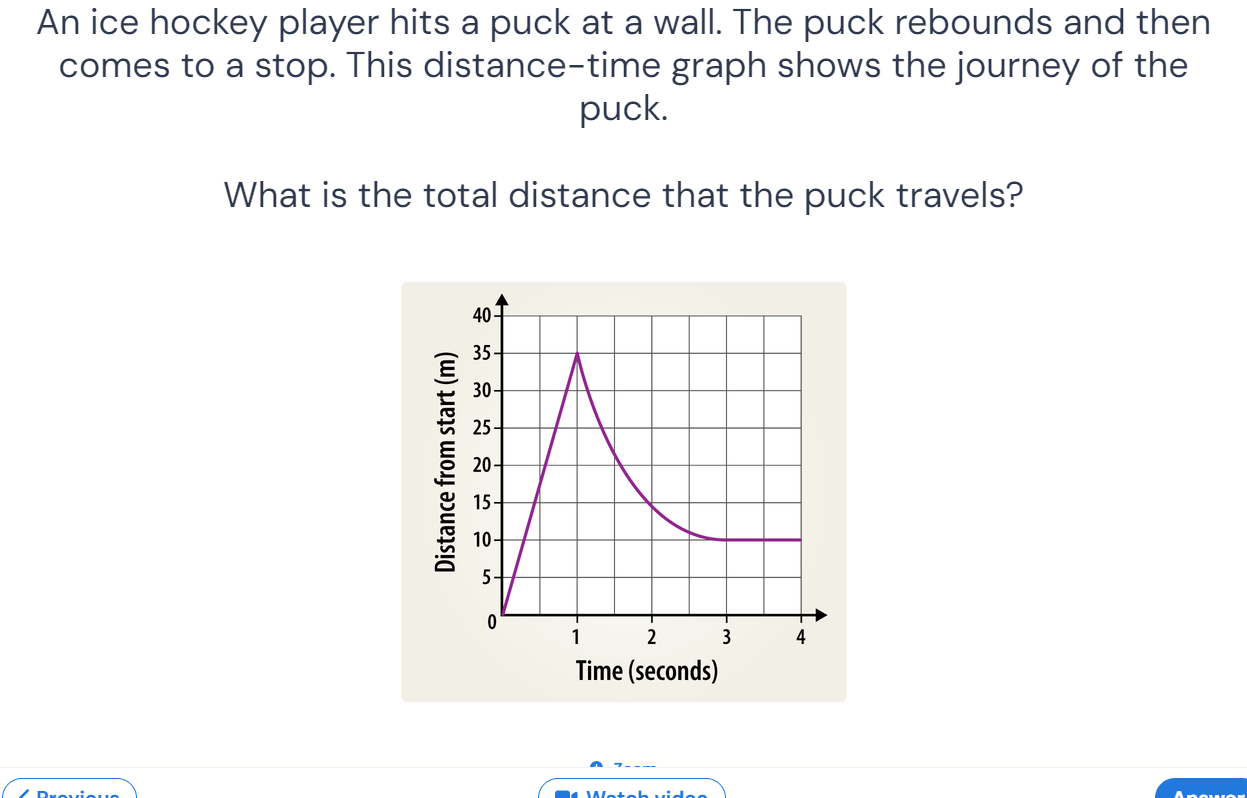 An ice hockey player hits a puck at a wall. The puck rebounds and then
comes to a stop. This distance-time graph shows the journey of the
puck.
What is the total distance that the puck travels?
Distance from start (m)
40
35
30
25
20
15
10
5
0
1 2 3 4
Time (seconds)
Zoom
Previous Watch video Answer